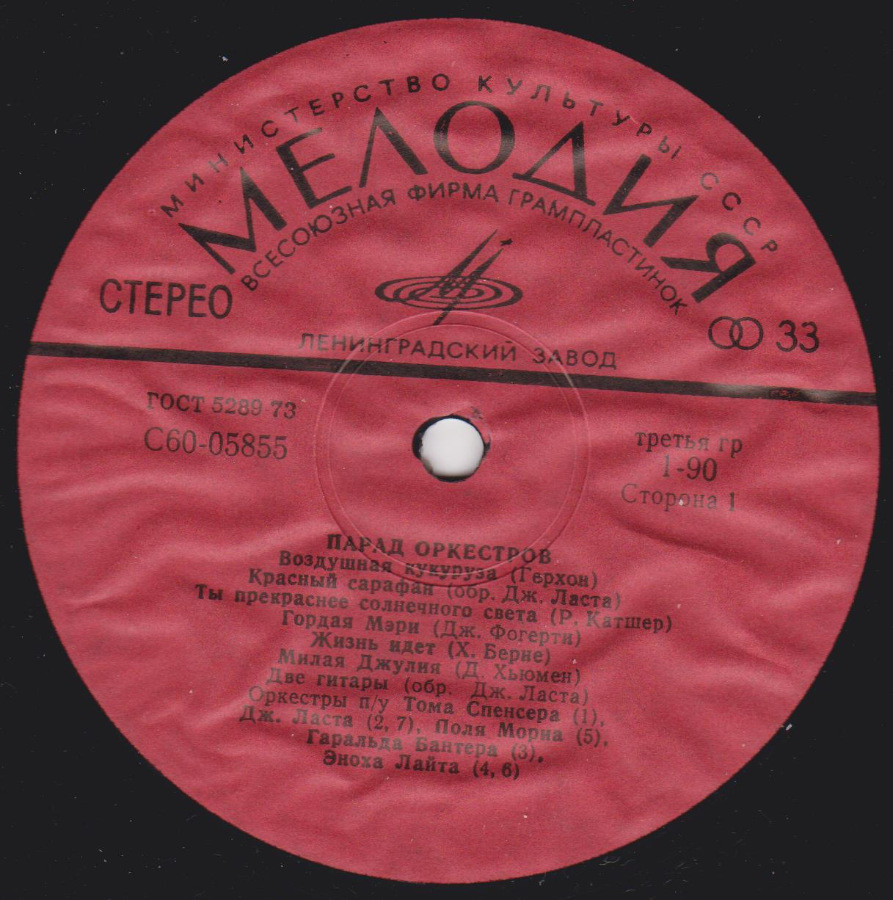 МИНИСТЕРСТВО КУЛЬТУРЫ СССР
МЕЛОДИЯ
ВСЕСОЮЗНАЯ ФИРМА ГРАМПЛАСТИНОК
СТЕРЕО
33
ЛЕНИНГРАДСКИЙ ЗАВОД
ГОСТ 5289 73
С60-05855
третья гр
1-90
Сторона 1
ПАРАД ОРКЕСТРОВ
Воздушная кукуруза (Герхон)
Красный сарафан (обр. Дж. Ласта)
Ты прекраснее солнечного света (Р. Катшер)
Гордая Мэри (Дж. Фогерти)
Жизнь идет (Х. Берне)
Милая Джулия (Д. Хьюмен)
Две гитары (обр. Дж. Ласта)
Оркестры п/у Тома Спенсера (1),
Дж. Ласта (2, 7), Поля Мориа (5),
Гаральда Бантера (3),
Эноха Лайта (4, 6)